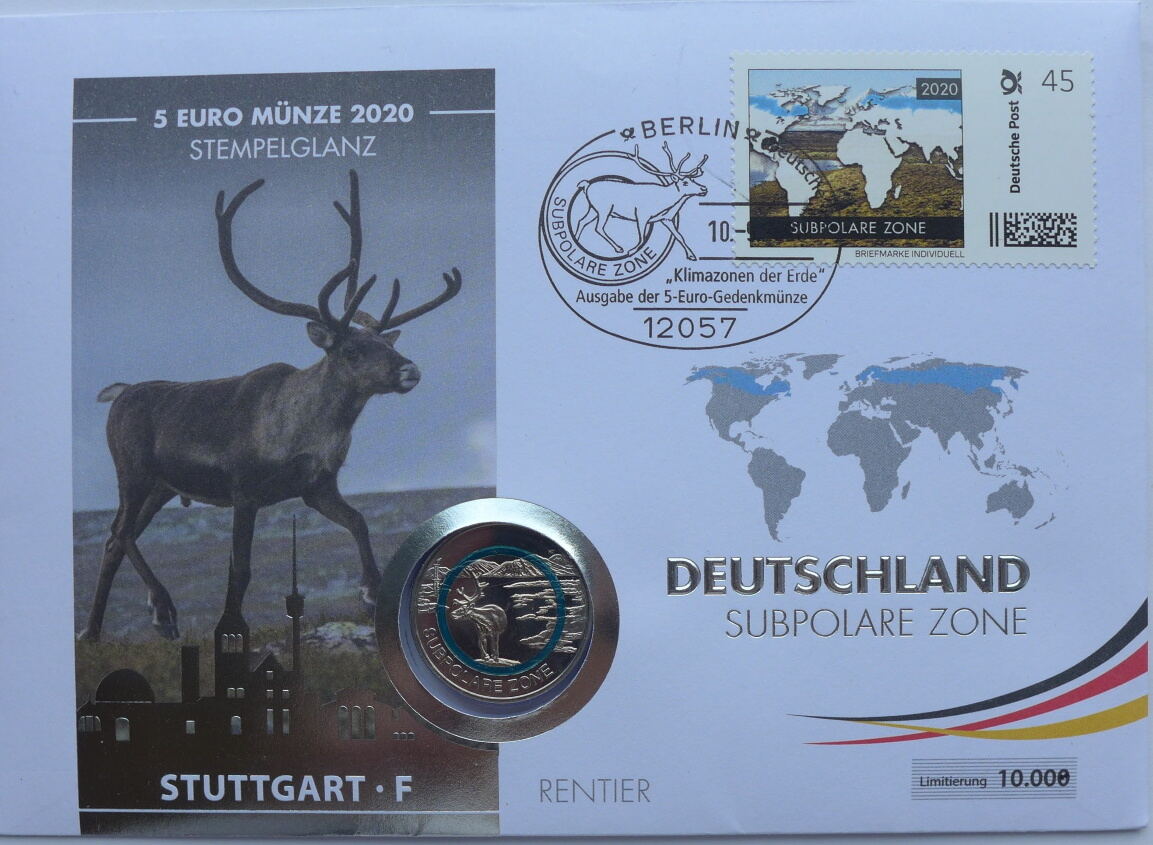 5 EURO MÜNZE 2020
STEMPELGLANZ
BERLIN
SUBPOLARE ZONE
10.-
„Klimazonen der Erde“
Ausgabe der 5-Euro-Gedenkmünze
12057
2020
SUBPOLARE ZONE
BRIEFMARKE INDIVIDUELL
Deutsche Post
45
DEUTSCHLAND
SUBPOLARE ZONE
SUBPOLARE ZONE
STUTTGART · F
RENTIER
Limitierung 10.000